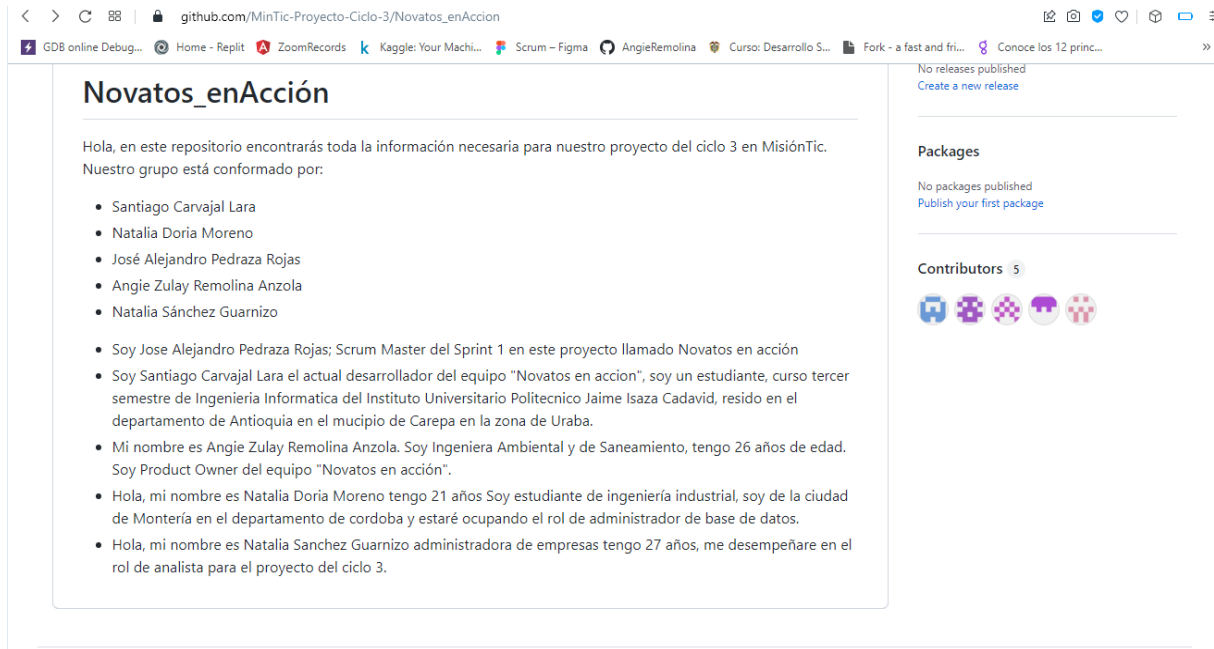 github.com/MinTic-Proyecto-Ciclo-3/Novatos_enAccion
GDB online Debug... Home - Replit ZoomRecords Kaggle: Your Machi... Scrum – Figma AngieRemolina Curso: Desarrollo S... Fork - a fast and fri... Conoce los 12 princ... »
Novatos_enAcción
Hola, en este repositorio encontrarás toda la información necesaria para nuestro proyecto del ciclo 3 en MisiónTic.
Nuestro grupo está conformado por:
• Santiago Carvajal Lara
• Natalia Doria Moreno
• José Alejandro Pedraza Rojas
• Angie Zulay Remolina Anzola
• Natalia Sánchez Guarnizo
• Soy Jose Alejandro Pedraza Rojas; Scrum Master del Sprint 1 en este proyecto llamado Novatos en acción
• Soy Santiago Carvajal Lara el actual desarrollador del equipo "Novatos en accion", soy un estudiante, curso tercer
semestre de Ingenieria Informatica del Instituto Universitario Politecnico Jaime Isaza Cadavid, resido en el
departamento de Antioquia en el mucipio de Carepa en la zona de Uraba.
• Mi nombre es Angie Zulay Remolina Anzola. Soy Ingeniera Ambiental y de Saneamiento, tengo 26 años de edad.
Soy Product Owner del equipo "Novatos en acción".
• Hola, mi nombre es Natalia Doria Moreno tengo 21 años Soy estudiante de ingeniería industrial, soy de la ciudad
de Montería en el departamento de cordoba y estaré ocupando el rol de administrador de base de datos.
• Hola, mi nombre es Natalia Sanchez Guarnizo administradora de empresas tengo 27 años, me desempeñare en el
rol de analista para el proyecto del ciclo 3.
No releases published
Create a new release
Packages
No packages published
Publish your first package
Contributors 5